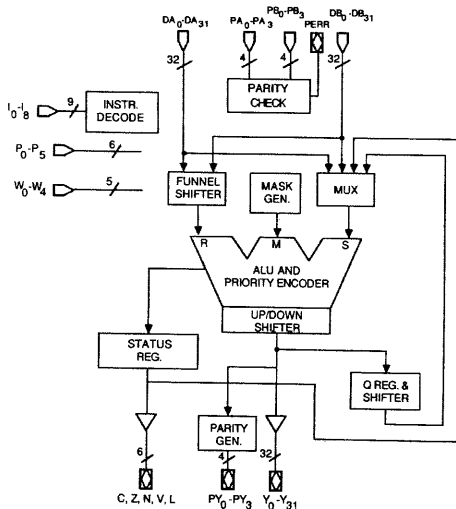 DA0-DA31
PA0-PA3
PB0-PB3
PERR
DB0-DB31
32
4
4
32
PARITY
CHECK
I0-I8
9
INSTR.
DECODE
P0-P5
6
W0-W4
5
FUNNEL
SHIFTER
MASK
GEN.
MUX
R
M
S
ALU AND
PRIORITY ENCODER
UP/DOWN
SHIFTER
STATUS
REG.
Q REG. &
SHIFTER
PARITY
GEN.
6
4
32
C, Z, N, V, L
PY0-PY3
Y0-Y31